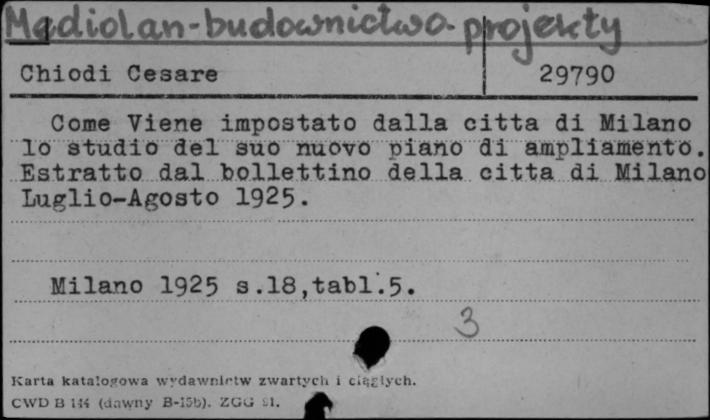 Mediolan-budownictwo-projekty
Chiodi Cesare 29790
Come Viene impostato dalla citta di Milano
lo studio del suo nuovo piano di ampliamento.
Estratto dal bollettino della citta di Milano
Luglio-Agosto 1925.
Milano 1925 s.18,tabl.5.
3
Karta katalogowa wydawnictw zwartych i ciągłych.
CWD B 144 (dawny B-15b). ZGG 81.